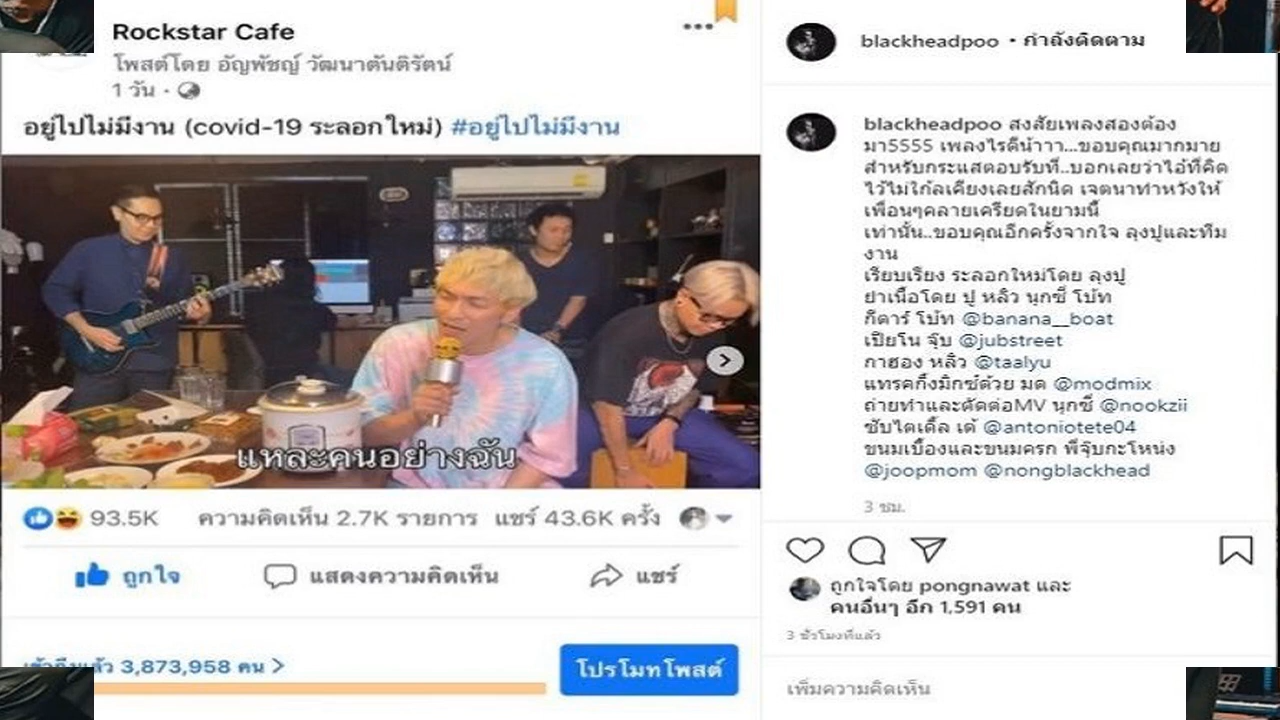 Rockstar Cafe
โพสต์โดย อัญพัชญ์ วัฒนาตันติรัตน์
1 วัน
อยู่ไปไม่มีงาน (covid-19 ระลอกใหม่) #อยู่ไปไม่มีงาน
แหละคนอย่างฉัน
93.5K ความคิดเห็น 2.7K รายการ แชร์ 43.6K ครั้ง
ถูกใจ แสดงความคิดเห็น แชร์
เข้าถึงแล้ว 3,873,958 คน
โปรโมทโพสต์
blackheadpoo • กำลังติดตาม
blackheadpoo สงสัยเพลงสองต้อง
มา5555 เพลงไรดีน้าาา...ขอบคุณมากมาย
สำหรับกระแสตอบรับที่..บอกเลยว่าไอ้ที่คิด
ไว้ไม่ใกล้เคียงเลยสักนิด เจตนาทำหวังให้
เพื่อนๆคลายเครียดในยามนี้
เท่านั้น..ขอบคุณอีกครั้งจากใจ ลุงปูและทีม
งาน
เรียบเรียง ระลอกใหม่โดย ลุงปู
ยำเนื้อโดย ปู หลิว นุกซี่ โบ้ท
กีตาร์ โบ้ท @banana__boat
เปียโน จุ๊บ @jubstreet
คาฮอง หลิว @taalyu
แทรคกิ้งมิกซ์ด้วย มด @modmix
ถ่ายทำและตัดต่อMV นุกซี่ @nookzii
ซับไตเติ้ล เต้ @antoniotete04
ขนมเบื้องและขนมครก พี่จุ๊บกะโหน่ง
@joopmom @nongblackhead
3 ชม.
ถูกใจโดย pongnawat และ
คนอื่นๆ อีก 1,591 คน
3 ชั่วโมงที่แล้ว
เพิ่มความคิดเห็น